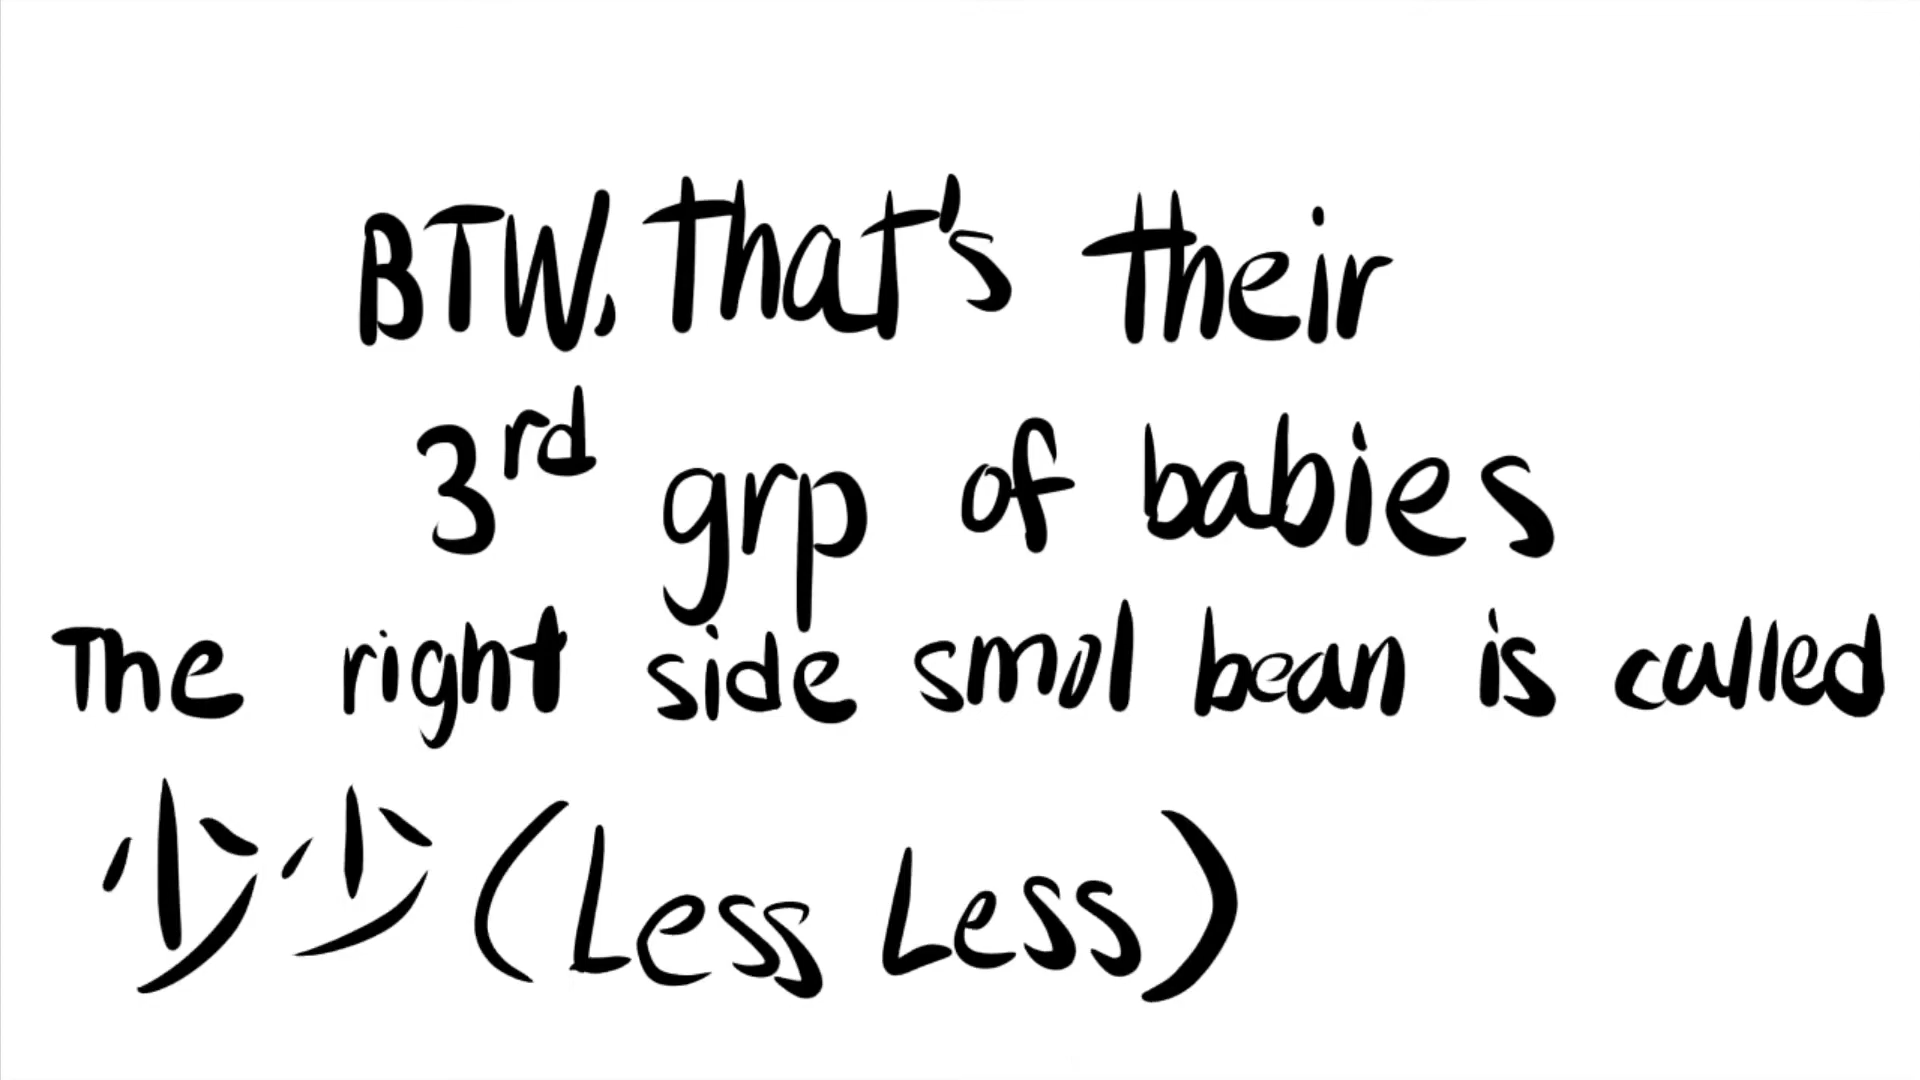 BTW, that's their
3rd grp of babies
The right side smol bean is called
少少 (Less Less)